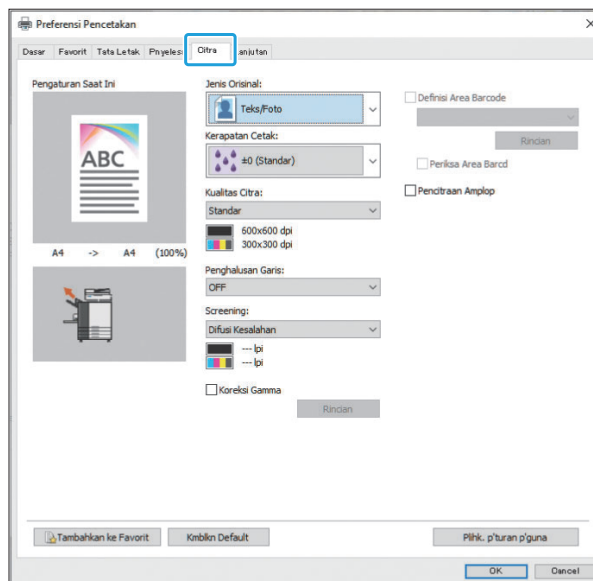 Preferensi Pencetakan
Dasar Favorit Tata Letak Pnyelesa Citra anjutan
Pengaturan Saat Ini
ABC
A4 -> A4 (100%)
Jenis Orisinal:
Teks/Foto
Kerapatan Cetak:
±0 (Standar)
Kualitas Citra:
Standar
600x600 dpi
300x300 dpi
Penghalusan Garis:
OFF
Screening:
Difusi Kesalahan
--- lpi
--- lpi
Koreksi Gamma
Rincian
Definisi Area Barcode
Rincian
Periksa Area Barcd
Pencitraan Amplop
Tambahkan ke Favorit Kmblkn Default Plihk. p'turan p'guna
OK Cancel